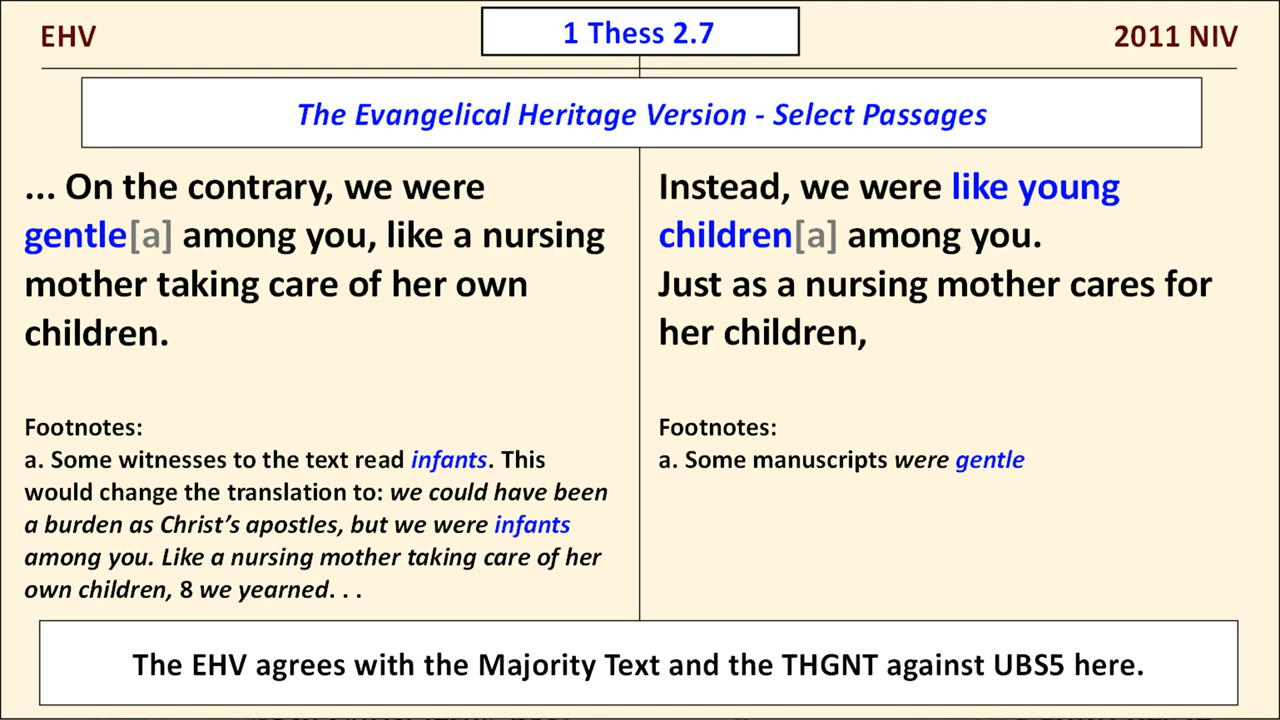 EHV
1 Thess 2.7
2011 NIV
The Evangelical Heritage Version - Select Passages
... On the contrary, we were
gentle[a] among you, like a nursing
mother taking care of her own
children.
Footnotes:
a. Some witnesses to the text read infants. This
would change the translation to: we could have been
a burden as Christ’s apostles, but we were infants
among you. Like a nursing mother taking care of her
own children, 8 we yearned. . .
Instead, we were like young
children[a] among you.
Just as a nursing mother cares for
her children,
Footnotes:
a. Some manuscripts were gentle
The EHV agrees with the Majority Text and the THGNT against UBS5 here.